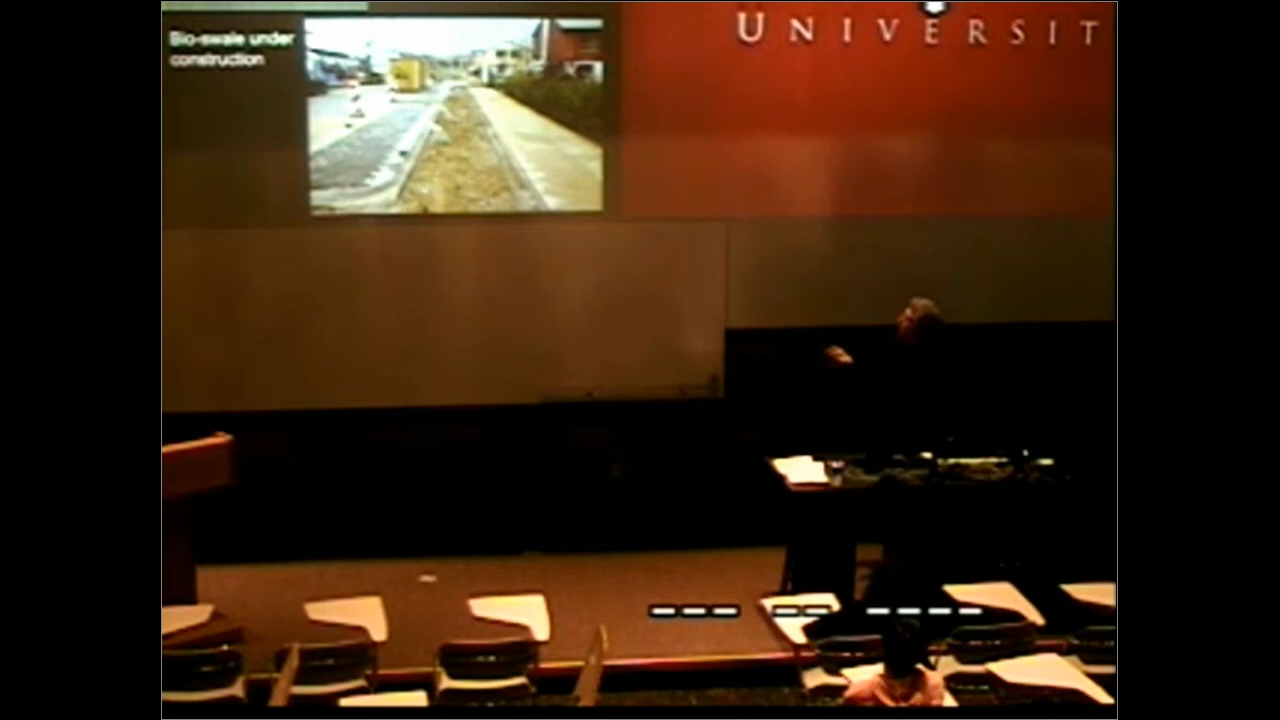 Bio-swale under
construction
UNIVERSIT
--- -- ----